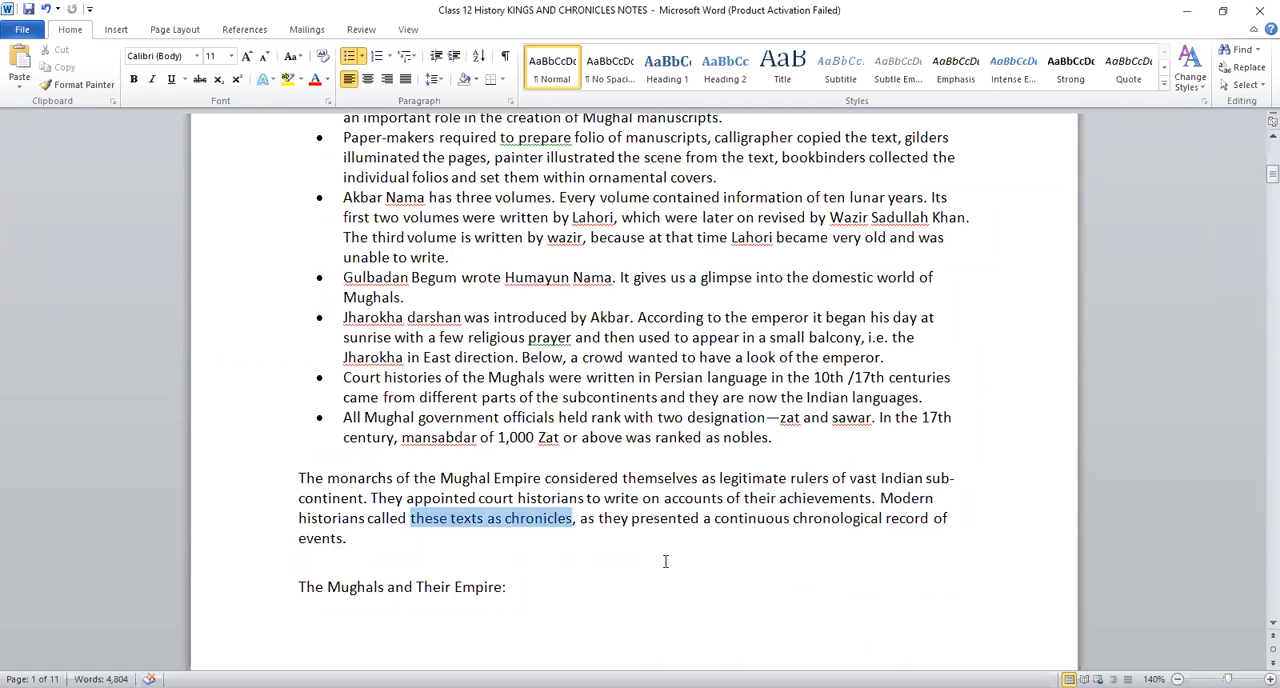 Class 12 History KINGS AND CHRONICLES NOTES - Microsoft Word (Product Activation Failed)
File Home Insert Page Layout References Mailings Review View
Cut
Copy
Format Painter
Paste
Clipboard
Calibri (Body) 11
Font
Paragraph
AaBbCcDc AaBbCcDc AaBbC AaBbCc AaB AaBbCc. AaBbCcDc AaBbCcDc AaBbCcDc AaBbCcDc AaBbCcDc
¶ Normal ¶ No Spaci... Heading 1 Heading 2 Title Subtitle Subtle Em... Emphasis Intense E... Strong Quote
Styles
Change Styles
Find
Replace
Select
Editing
an important role in the creation of Mughal manuscripts.
• Paper-makers required to prepare folio of manuscripts, calligrapher copied the text, gilders
illuminated the pages, painter illustrated the scene from the text, bookbinders collected the
individual folios and set them within ornamental covers.
• Akbar Nama has three volumes. Every volume contained information of ten lunar years. Its
first two volumes were written by Lahori, which were later on revised by Wazir Sadullah Khan.
The third volume is written by wazir, because at that time Lahori became very old and was
unable to write.
• Gulbadan Begum wrote Humayun Nama. It gives us a glimpse into the domestic world of
Mughals.
• Jharokha darshan was introduced by Akbar. According to the emperor it began his day at
sunrise with a few religious prayer and then used to appear in a small balcony, i.e. the
Jharokha in East direction. Below, a crowd wanted to have a look of the emperor.
• Court histories of the Mughals were written in Persian language in the 10th /17th centuries
came from different parts of the subcontinents and they are now the Indian languages.
• All Mughal government officials held rank with two designation—zat and sawar. In the 17th
century, mansabdar of 1,000 Zat or above was ranked as nobles.
The monarchs of the Mughal Empire considered themselves as legitimate rulers of vast Indian sub-
continent. They appointed court historians to write on accounts of their achievements. Modern
historians called these texts as chronicles, as they presented a continuous chronological record of
events.
The Mughals and Their Empire:
Page: 1 of 11 Words: 4,804 140%